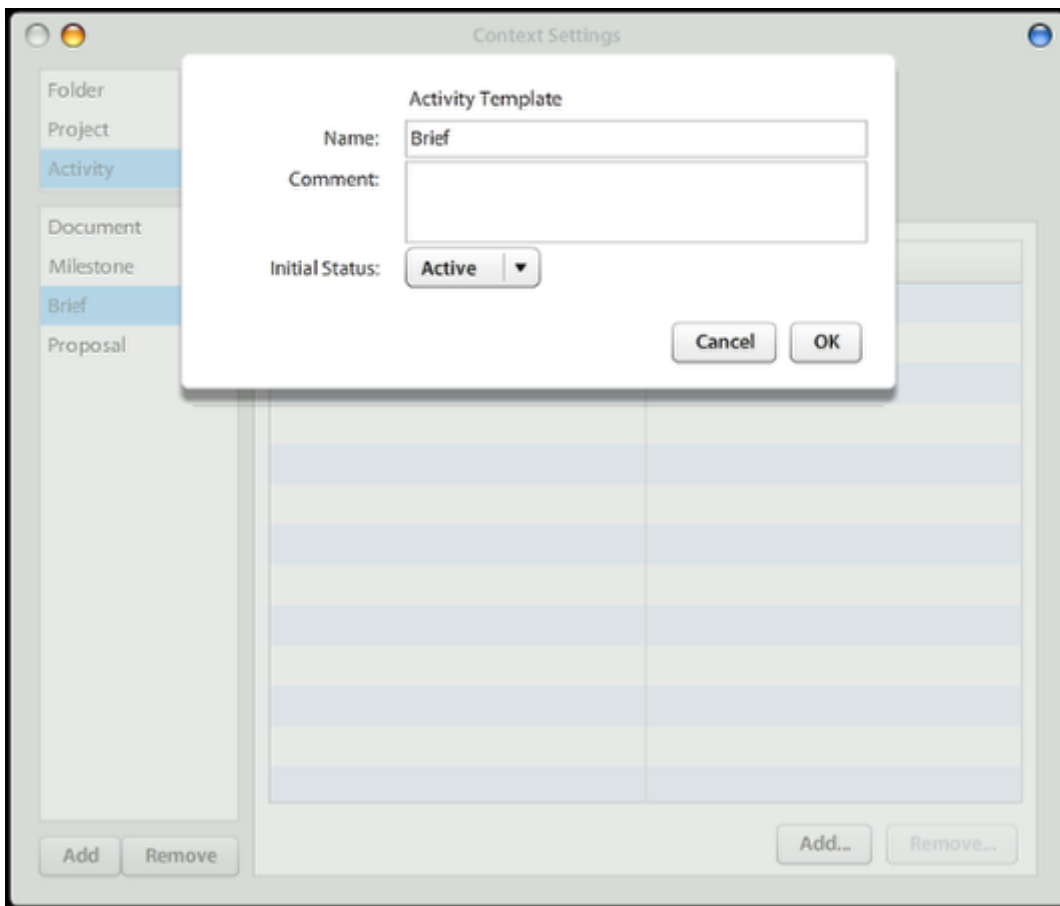 Context Settings
Folder
Project
Activity
Document
Milestone
Brief
Proposal
Activity Template
Name: Brief
Comment:
Initial Status: Active
Cancel OK
Add Remove
Add... Remove...